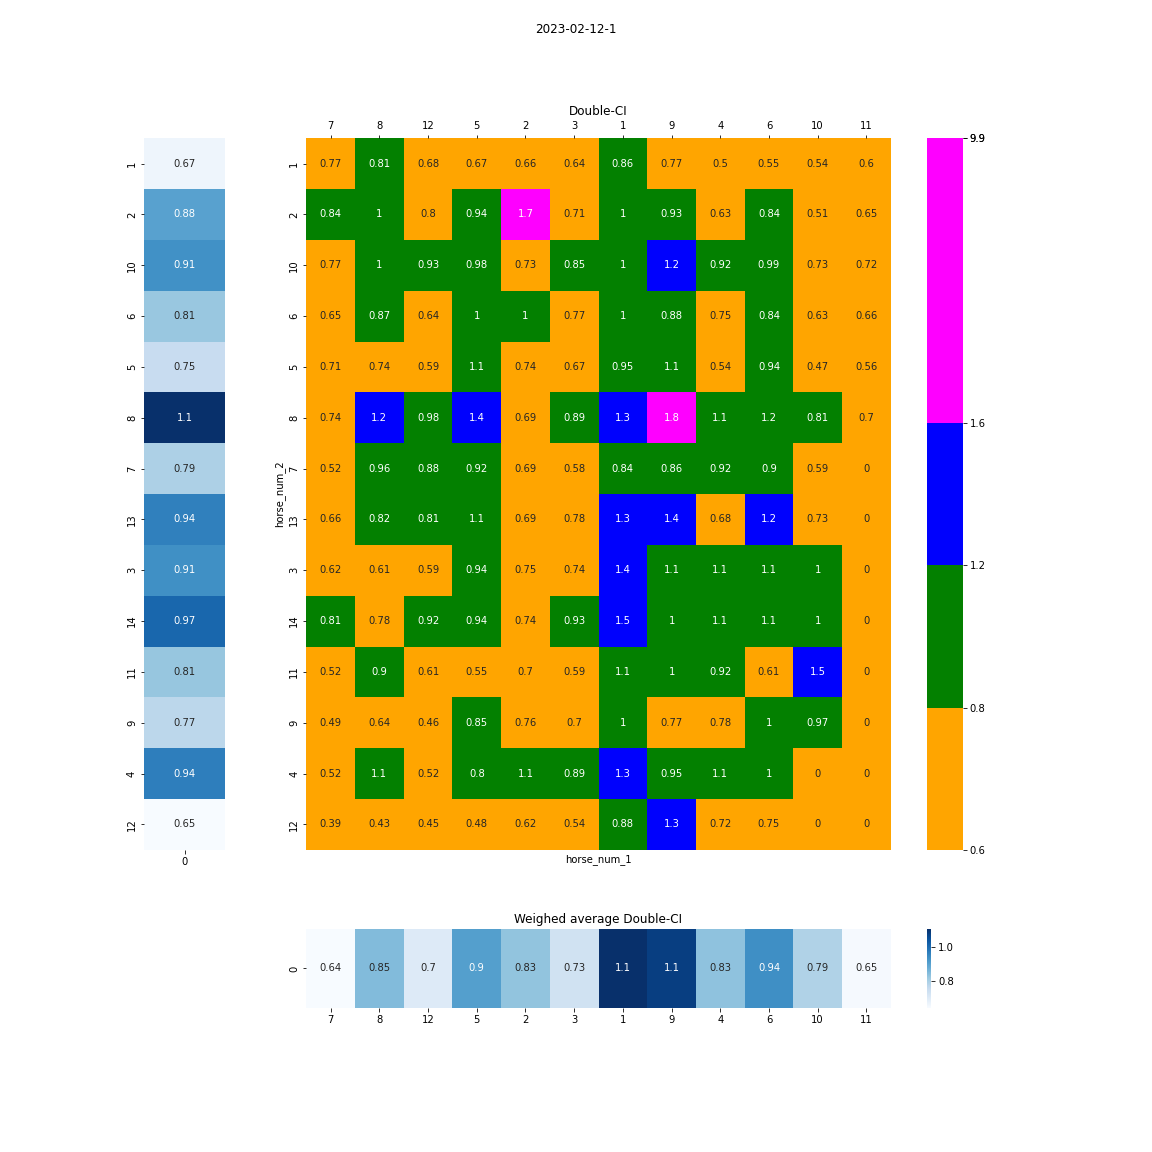 2023-02-12-1
Double-CI
7 8 12 5 2 3 1 9 4 6 10 11
1 0.67 1 0.77 0.81 0.68 0.67 0.66 0.64 0.86 0.77 0.5 0.55 0.54 0.6 9.9
2 0.88 2 0.84 1 0.8 0.94 1.7 0.71 1 0.93 0.63 0.84 0.51 0.65
10 0.91 10 0.77 1 0.93 0.98 0.73 0.85 1 1.2 0.92 0.99 0.73 0.72
6 0.81 6 0.65 0.87 0.64 1 1 0.77 1 0.88 0.75 0.84 0.63 0.66
5 0.75 5 0.71 0.74 0.59 1.1 0.74 0.67 0.95 1.1 0.54 0.94 0.47 0.56
8 1.1 8 0.74 1.2 0.98 1.4 0.69 0.89 1.3 1.8 1.1 1.2 0.81 0.7 1.6
7 0.79 7 0.52 0.96 0.88 0.92 0.69 0.58 0.84 0.86 0.92 0.9 0.59 0
horse_num_2
13 0.94 13 0.66 0.82 0.81 1.1 0.69 0.78 1.3 1.4 0.68 1.2 0.73 0
3 0.91 3 0.62 0.61 0.59 0.94 0.75 0.74 1.4 1.1 1.1 1.1 1 0 1.2
14 0.97 14 0.81 0.78 0.92 0.94 0.74 0.93 1.5 1 1.1 1.1 1 0
11 0.81 11 0.52 0.9 0.61 0.55 0.7 0.59 1.1 1 0.92 0.61 1.5 0
9 0.77 9 0.49 0.64 0.46 0.85 0.76 0.7 1 0.77 0.78 1 0.97 0 0.8
4 0.94 4 0.52 1.1 0.52 0.8 1.1 0.89 1.3 0.95 1.1 1 0 0
12 0.65 12 0.39 0.43 0.45 0.48 0.62 0.54 0.88 1.3 0.72 0.75 0 0 0.6
0 horse_num_1
Weighed average Double-CI
1.0
0 0.64 0.85 0.7 0.9 0.83 0.73 1.1 1.1 0.83 0.94 0.79 0.65
0.8
7 8 12 5 2 3 1 9 4 6 10 11